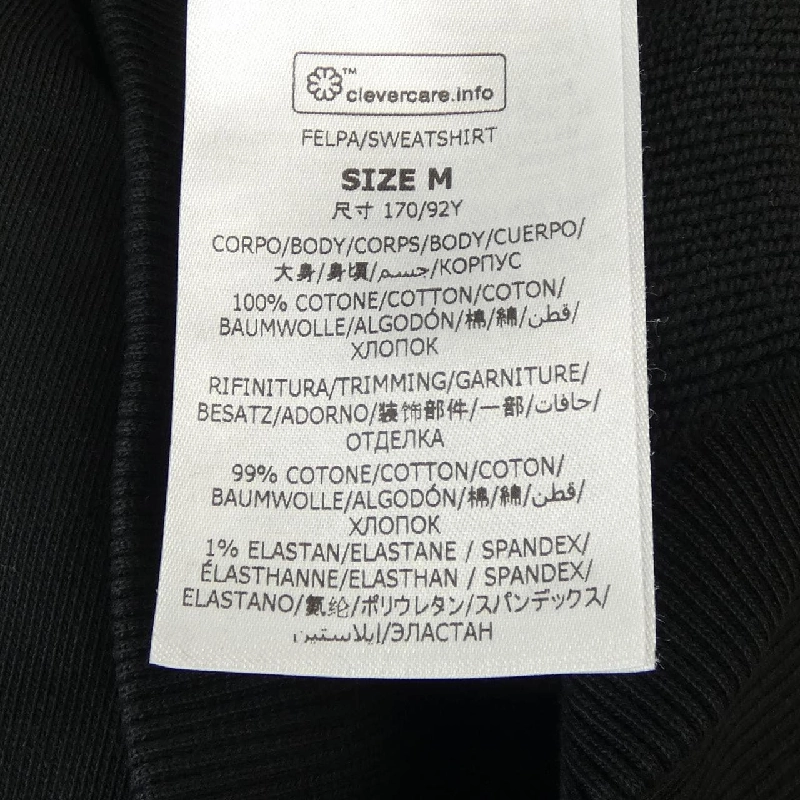 ™ clevercare.info
FELPA/SWEATSHIRT
SIZE M
尺寸 170/92Y
CORPO/BODY/CORPS/BODY/CUERPO/
大身/身頃/جسم/КОРПУС
100% COTONE/COTTON/COTON/
BAUMWOLLE/ALGODÓN/棉/綿/قطن/
ХЛОПОК
RIFINITURA/TRIMMING/GARNITURE/
BESATZ/ADORNO/装饰部件/一部/حافات/
ОТДЕЛКА
99% COTONE/COTTON/COTON/
BAUMWOLLE/ALGODÓN/棉/綿/قطن/
ХЛОПОК
1% ELASTAN/ELASTANE / SPANDEX/
ÉLASTHANNE/ELASTHAN / SPANDEX/
ELASTANO/氨纶/ポリウレタン/スパンデックス/
إيلاستين/ЭЛАСТАН